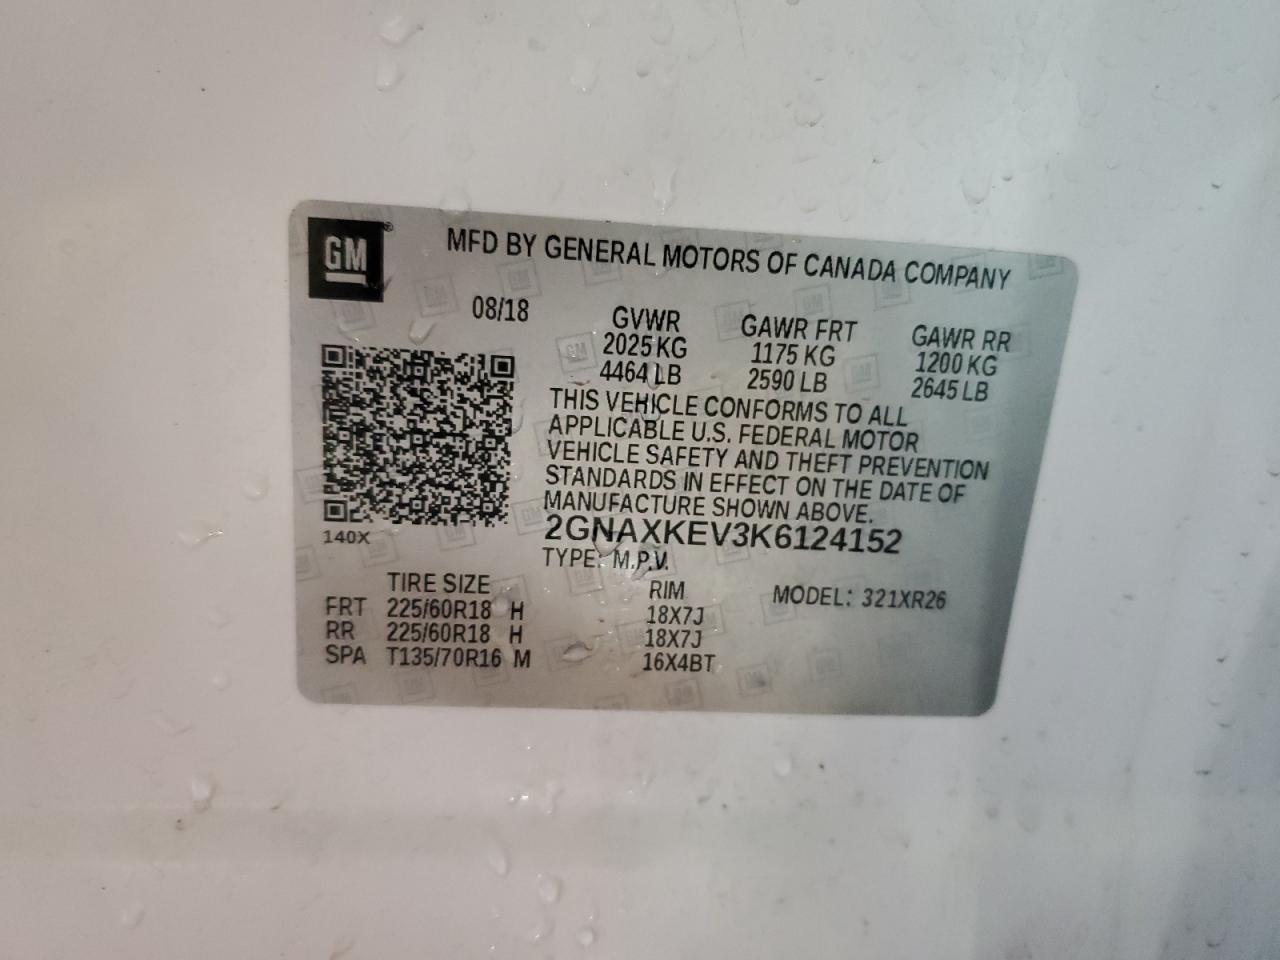 GM ®
MFD BY GENERAL MOTORS OF CANADA COMPANY
08/18
GVWR GAWR FRT GAWR RR
2025 KG 1175 KG 1200 KG
4464 LB 2590 LB 2645 LB
THIS VEHICLE CONFORMS TO ALL
APPLICABLE U.S. FEDERAL MOTOR
VEHICLE SAFETY AND THEFT PREVENTION
STANDARDS IN EFFECT ON THE DATE OF
MANUFACTURE SHOWN ABOVE.
2GNAXKEV3K6124152
140X
TYPE: M.P.V.
TIRE SIZE RIM MODEL: 321XR26
FRT 225/60R18 H 18X7J
RR 225/60R18 H 18X7J
SPA T135/70R16 M 16X4BT